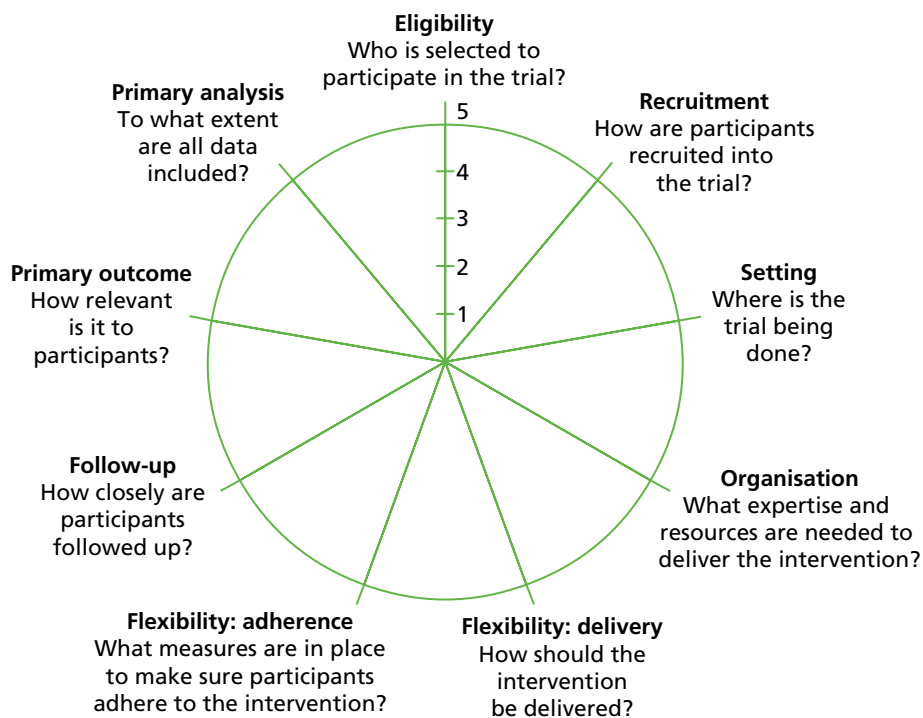 Eligibility
Who is selected to
participate in the trial?
Recruitment
How are participants
recruited into
the trial?
Setting
Where is the
trial being
done?
Organisation
What expertise and
resources are needed to
deliver the intervention?
Flexibility: delivery
How should the
intervention
be delivered?
Flexibility: adherence
What measures are in place
to make sure participants
adhere to the intervention?
Follow-up
How closely are
participants
followed up?
Primary outcome
How relevant
is it to
participants?
Primary analysis
To what extent
are all data
included?
5
4
3
2
1